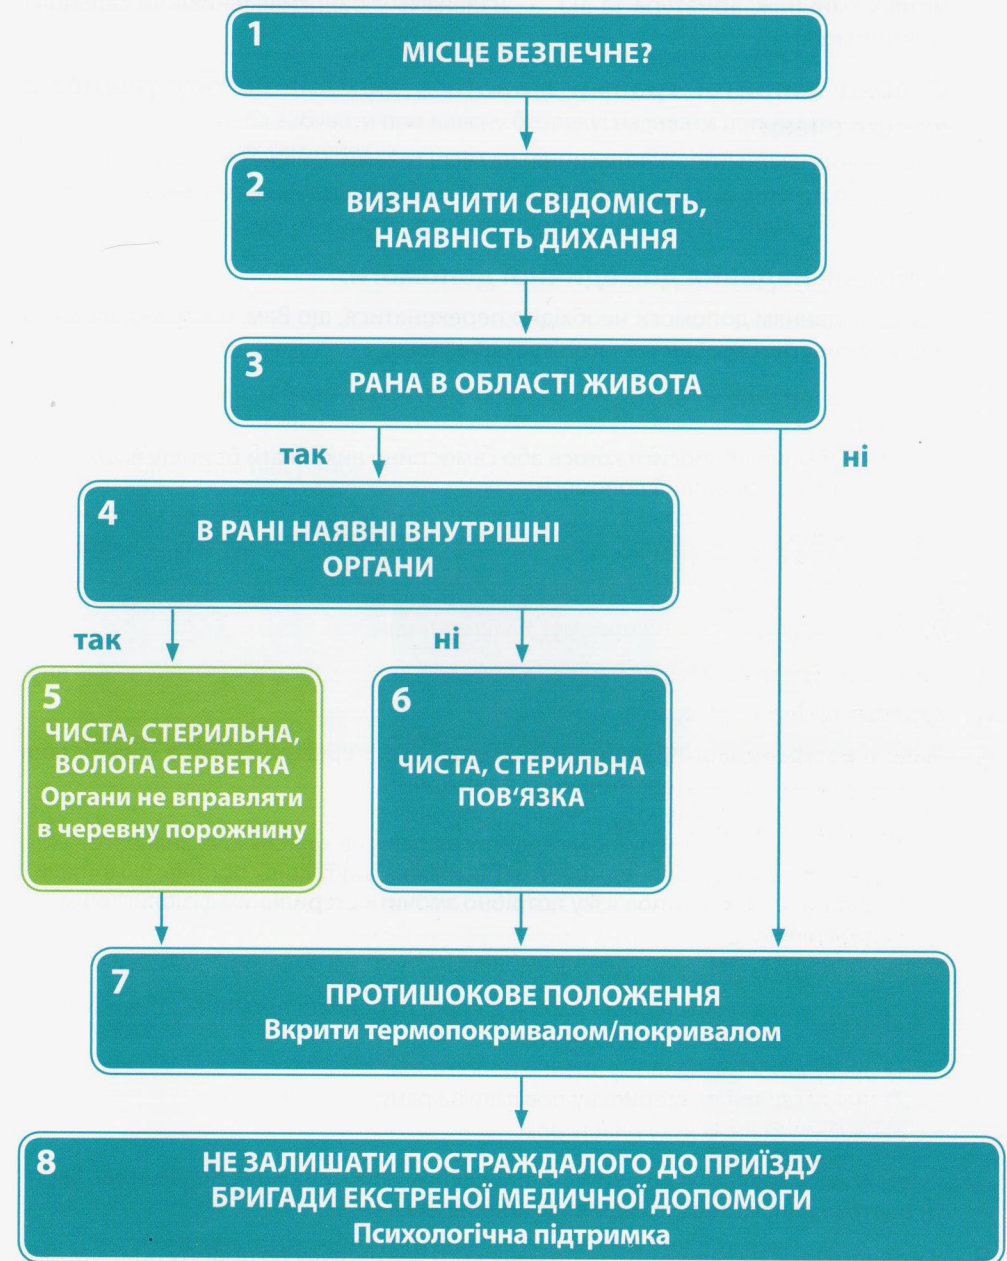 1
МІСЦЕ БЕЗПЕЧНЕ?
2
ВИЗНАЧИТИ СВІДОМІСТЬ,
НАЯВНІСТЬ ДИХАННЯ
3
РАНА В ОБЛАСТІ ЖИВОТА
так
ні
4
В РАНІ НАЯВНІ ВНУТРІШНІ
ОРГАНИ
так
ні
5
ЧИСТА, СТЕРИЛЬНА,
ВОЛОГА СЕРВЕТКА
Органи не вправляти
в черевну порожнину
6
ЧИСТА, СТЕРИЛЬНА
ПОВ‘ЯЗКА
7
ПРОТИШОКОВЕ ПОЛОЖЕННЯ
Вкрити термопокривалом/покривалом
8
НЕ ЗАЛИШАТИ ПОСТРАЖДАЛОГО ДО ПРИЇЗДУ
БРИГАДИ ЕКСТРЕНОЇ МЕДИЧНОЇ ДОПОМОГИ
Психологічна підтримка